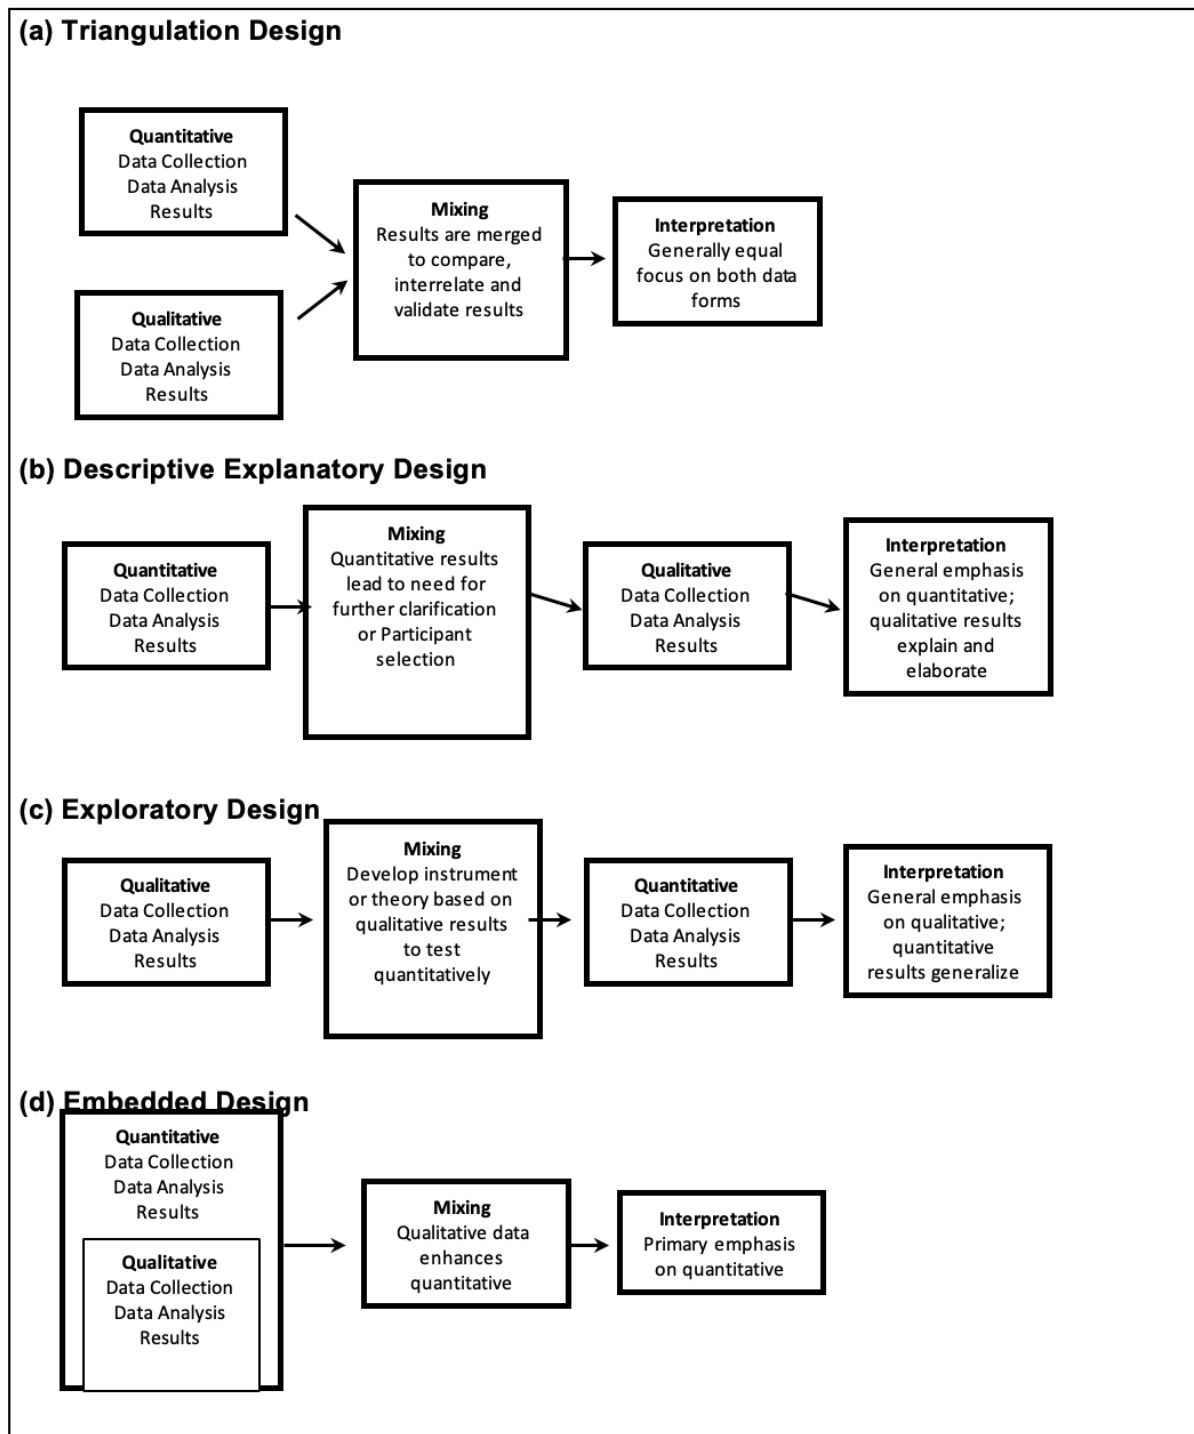 (a) Triangulation Design
Quantitative
Data Collection
Data Analysis
Results
Qualitative
Data Collection
Data Analysis
Results
Mixing
Results are merged
to compare,
interrelate and
validate results
Interpretation
Generally equal
focus on both data
forms
(b) Descriptive Explanatory Design
Quantitative
Data Collection
Data Analysis
Results
Mixing
Quantitative results
lead to need for
further clarification
or Participant
selection
Qualitative
Data Collection
Data Analysis
Results
Interpretation
General emphasis
on quantitative;
qualitative results
explain and
elaborate
(c) Exploratory Design
Qualitative
Data Collection
Data Analysis
Results
Mixing
Develop instrument
or theory based on
qualitative results
to test
quantitatively
Quantitative
Data Collection
Data Analysis
Results
Interpretation
General emphasis
on qualitative;
quantitative
results generalize
(d) Embedded Design
Quantitative
Data Collection
Data Analysis
Results
Qualitative
Data Collection
Data Analysis
Results
Mixing
Qualitative data
enhances
quantitative
Interpretation
Primary emphasis
on quantitative